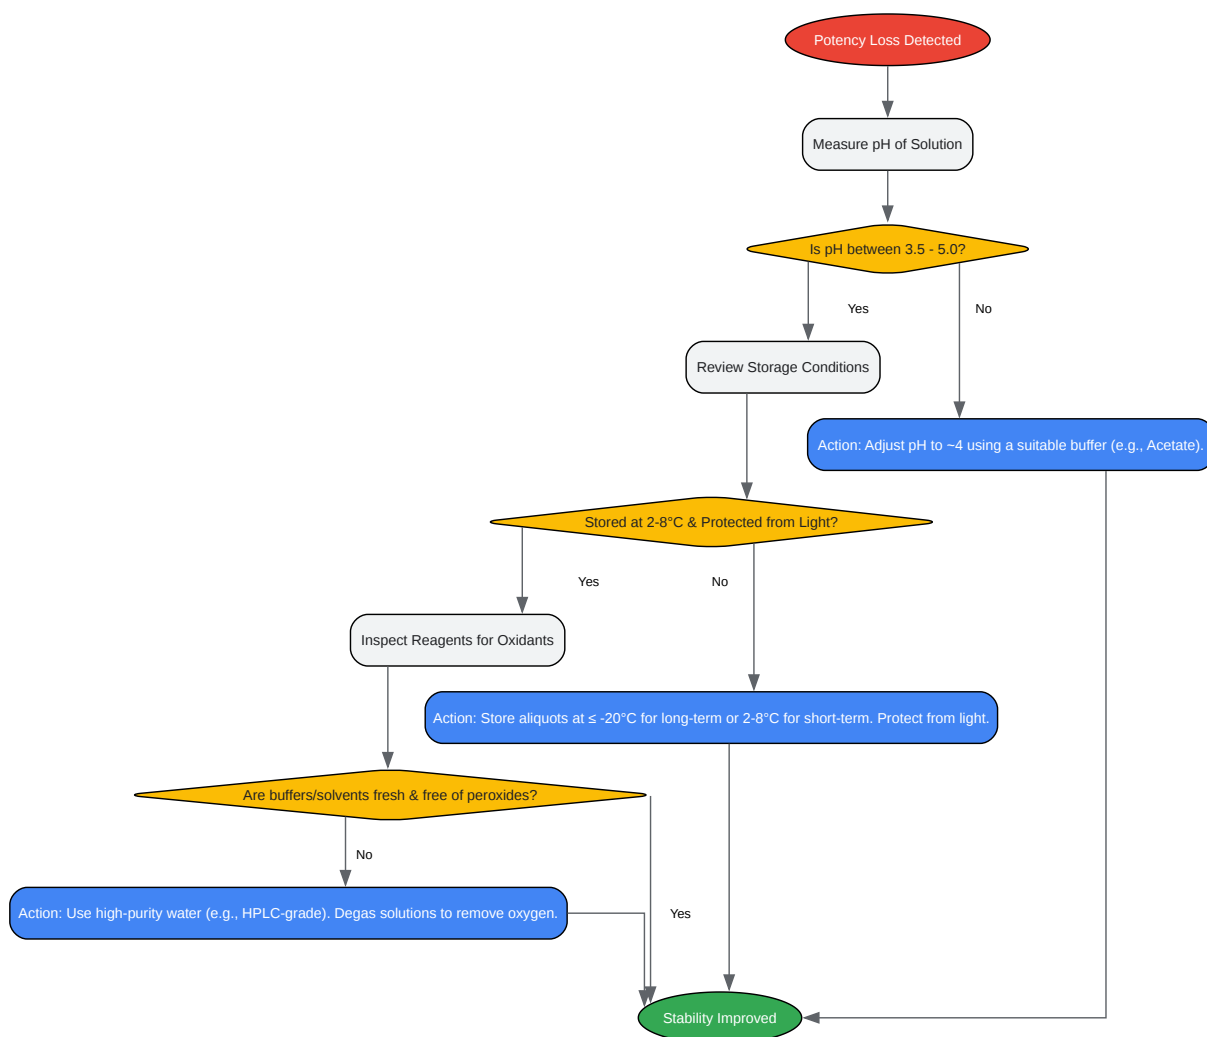 Potency Loss Detected
Measure pH of Solution
Is pH between 3.5 - 5.0?
Yes
No
Review Storage Conditions
Action: Adjust pH to ~4 using a suitable buffer (e.g., Acetate).
Stored at 2-8°C & Protected from Light?
Yes
No
Inspect Reagents for Oxidants
Action: Store aliquots at ≤ -20°C for long-term or 2-8°C for short-term. Protect from light.
Are buffers/solvents fresh & free of peroxides?
No
Action: Use high-purity water (e.g., HPLC-grade). Degas solutions to remove oxygen.
Yes
Stability Improved